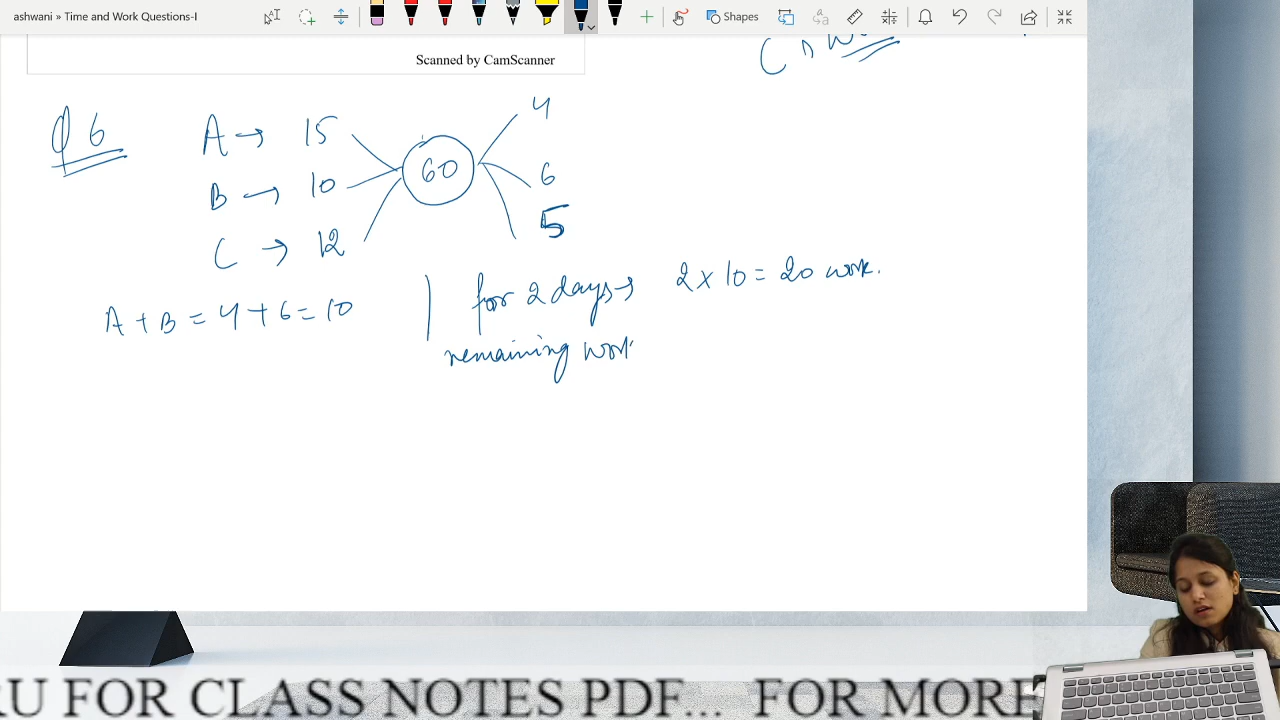 ashwani » Time and Work Questions-I
Shapes
Scanned by CamScanner
Q 6
A → 15
B → 10
C → 12
60
4
6
5
A + B = 4 + 6 = 10
for 2 days → 2 x 10 = 20 work.
remaining work
RU FOR CLASS NOTES PDF... FOR MORE